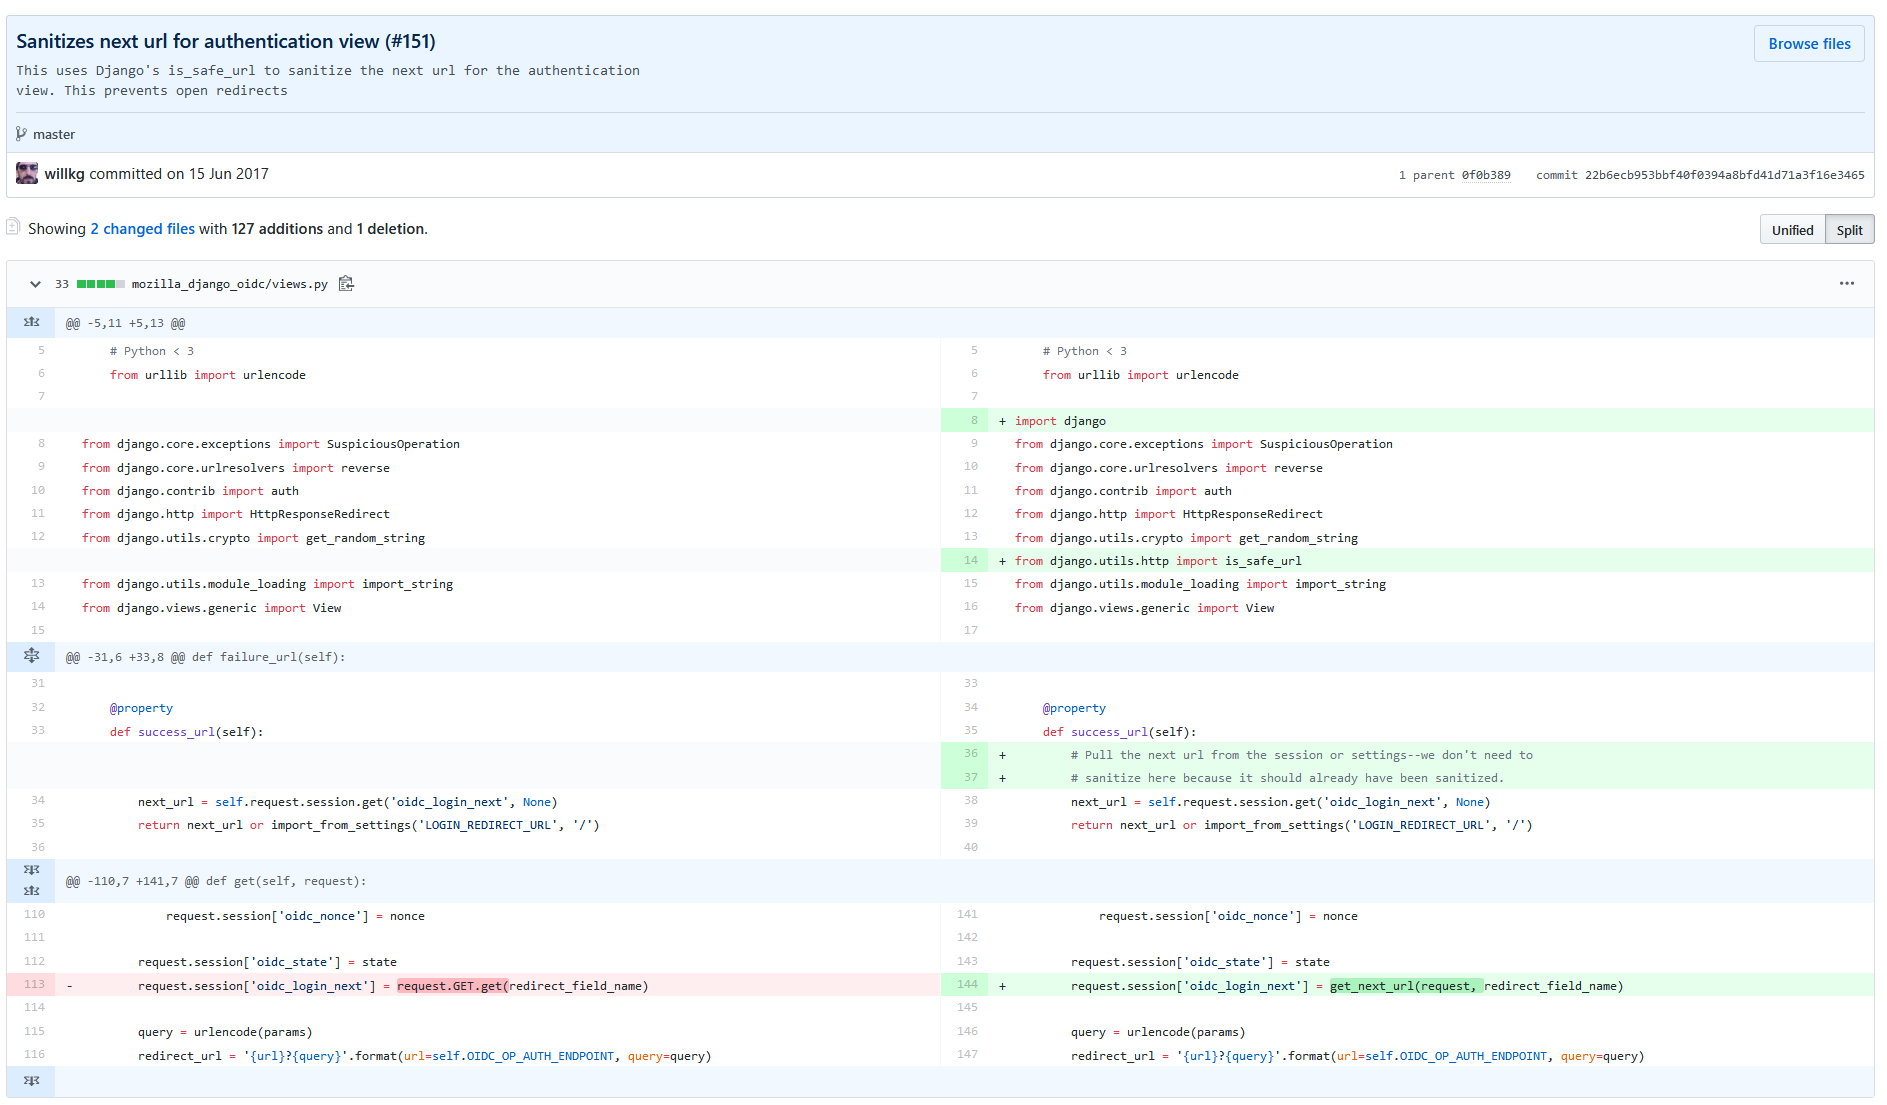 Sanitizes next url for authentication view (#151)
Browse files
This uses Django's is_safe_url to sanitize the next url for the authentication
view. This prevents open redirects
master
willkg committed on 15 Jun 2017
1 parent 0f0b389 commit 22b6ecb953bbf40f0394a8bfd41d71a3f16e3465
Showing 2 changed files with 127 additions and 1 deletion.
Unified Split
33 mozilla_django_oidc/views.py
@@ -5,11 +5,13 @@
5 # Python < 3 5 # Python < 3
6 from urllib import urlencode 6 from urllib import urlencode
7 7
8 + import django
8 from django.core.exceptions import SuspiciousOperation 9 from django.core.exceptions import SuspiciousOperation
9 from django.core.urlresolvers import reverse 10 from django.core.urlresolvers import reverse
10 from django.contrib import auth 11 from django.contrib import auth
11 from django.http import HttpResponseRedirect 12 from django.http import HttpResponseRedirect
12 from django.utils.crypto import get_random_string 13 from django.utils.crypto import get_random_string
14 + from django.utils.http import is_safe_url
13 from django.utils.module_loading import import_string 15 from django.utils.module_loading import import_string
14 from django.views.generic import View 16 from django.views.generic import View
15 17
@@ -31,6 +33,8 @@ def failure_url(self):
31 33
32 @property 34 @property
33 def success_url(self): 35 def success_url(self):
36 + # Pull the next url from the session or settings--we don't need to
37 + # sanitize here because it should already have been sanitized.
34 next_url = self.request.session.get('oidc_login_next', None) 38 next_url = self.request.session.get('oidc_login_next', None)
35 return next_url or import_from_settings('LOGIN_REDIRECT_URL', '/') 39 return next_url or import_from_settings('LOGIN_REDIRECT_URL', '/')
36 40
@@ -110,7 +141,7 @@ def get(self, request):
110 request.session['oidc_nonce'] = nonce 141 request.session['oidc_nonce'] = nonce
111 142
112 request.session['oidc_state'] = state 143 request.session['oidc_state'] = state
113 - request.session['oidc_login_next'] = request.GET.get(redirect_field_name) 144 + request.session['oidc_login_next'] = get_next_url(request, redirect_field_name)
114 145
115 query = urlencode(params) 146 query = urlencode(params)
116 redirect_url = '{url}?{query}'.format(url=self.OIDC_OP_AUTH_ENDPOINT, query=query) 147 redirect_url = '{url}?{query}'.format(url=self.OIDC_OP_AUTH_ENDPOINT, query=query)